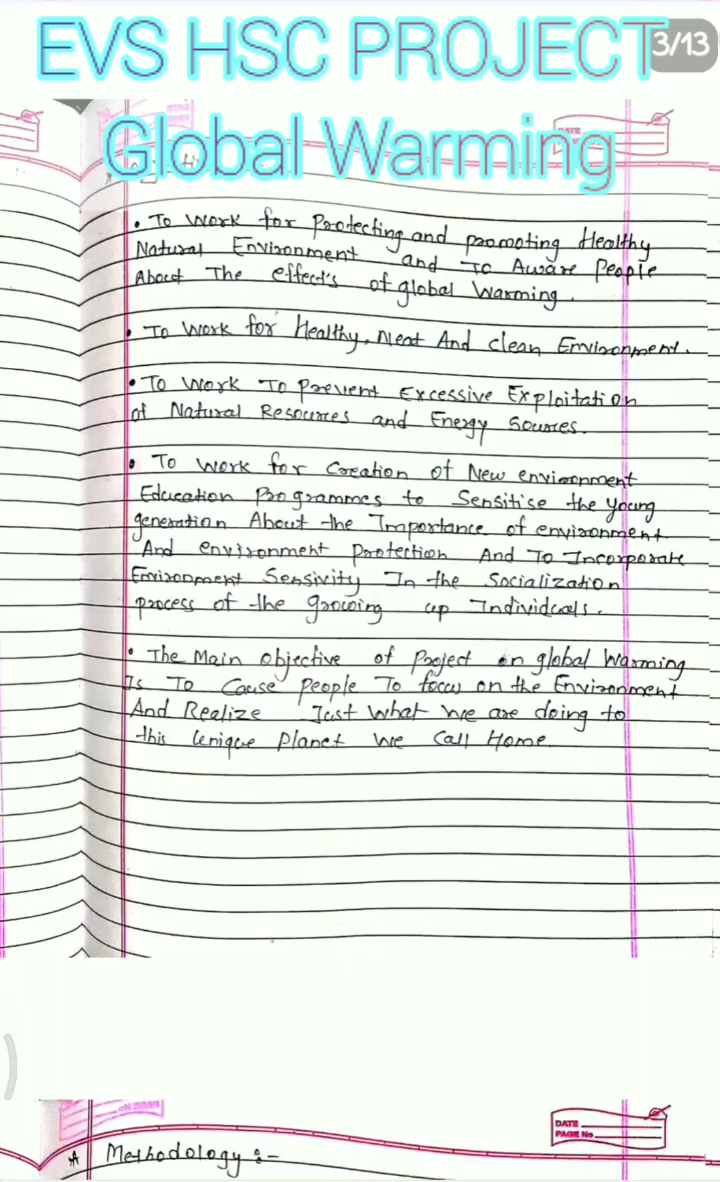 EVS HSC PROJECT
3/13
Global Warming
• To Work for Protecting and promoting Healthy
Natural Environment and To Aware People
About The effect's of global Warming.
• To Work for Healthy, Neat And clean Environment.
• To Work To Prevent Excessive Exploitation
of Natural Resources and Energy Sources.
• To Work for Creation of New environment
Education Programmes to Sensitise the young
generation About the Importance of environment
And environment Protection And To Incorporate
Environment Sensivity In the Socialization
process of the growing up Individuals.
• The Main objective of Project on global Warming
Is To Cause People To focus on the Environment
And Realize Just What We are doing to
this Unique Planet We Call Home
DATE
PAGE No
Methodology :-